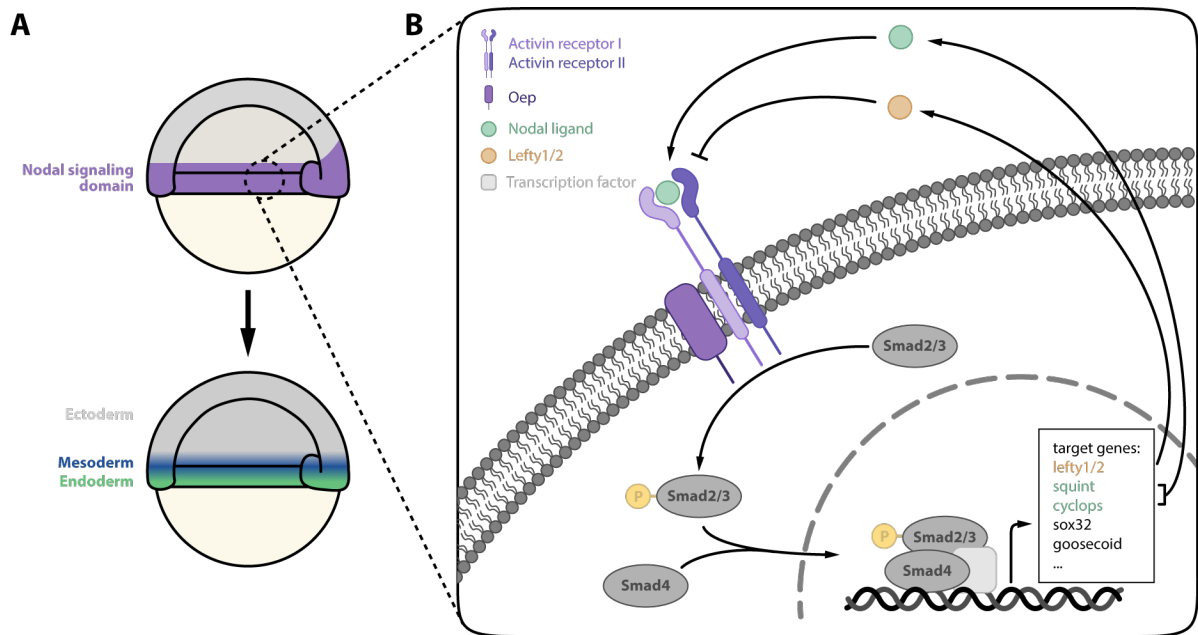 A
Nodal signaling
domain
Ectoderm
Mesoderm
Endoderm
B
Activin receptor I
Activin receptor II
Oep
Nodal ligand
Lefty1/2
Transcription factor
Smad2/3
P
Smad2/3
Smad4
P
Smad2/3
Smad4
target genes:
lefty1/2
squint
cyclops
sox32
goosecoid
...